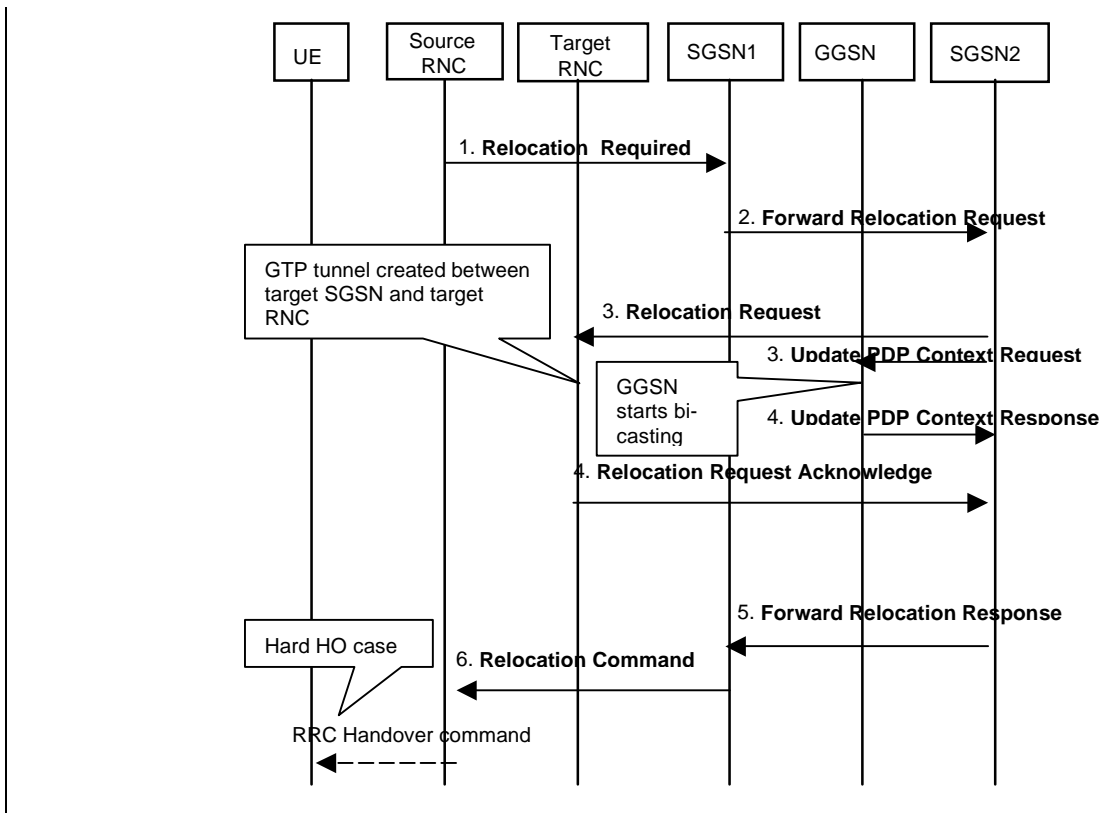 UE
Source
RNC
Target
RNC
SGSN1
GGSN
SGSN2
1. Relocation Required
2. Forward Relocation Request
GTP tunnel created between
target SGSN and target
RNC
3. Relocation Request
3. Update PDP Context Request
GGSN
starts bi-
casting
4. Update PDP Context Response
4. Relocation Request Acknowledge
5. Forward Relocation Response
Hard HO case
6. Relocation Command
RRC Handover command